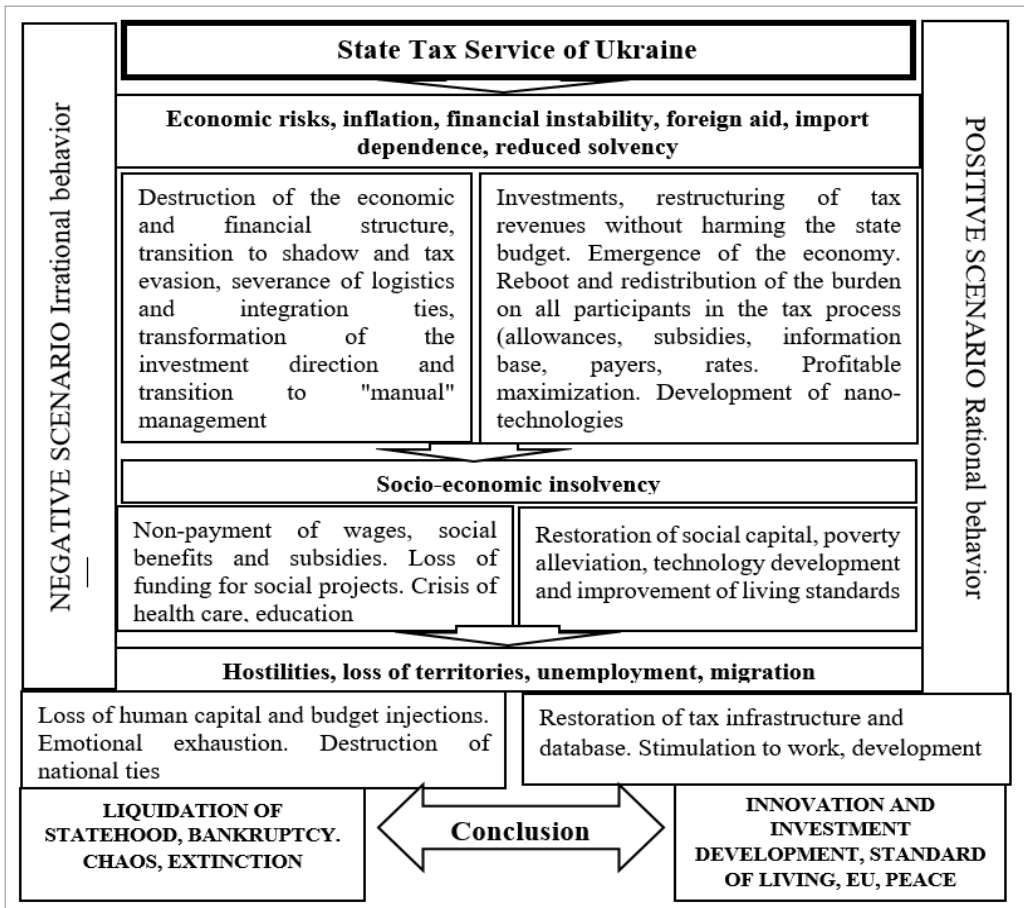 State Tax Service of Ukraine
NEGATIVE SCENARIO Irrational behavior
POSITIVE SCENARIO Rational behavior
Economic risks, inflation, financial instability, foreign aid, import
dependence, reduced solvency
Destruction of the economic
and financial structure,
transition to shadow and tax
evasion, severance of logistics
and integration ties,
transformation of the
investment direction and
transition to "manual"
management
Investments, restructuring of tax
revenues without harming the state
budget. Emergence of the economy.
Reboot and redistribution of the burden
on all participants in the tax process
(allowances, subsidies, information
base, payers, rates. Profitable
maximization. Development of nano-
technologies
Socio-economic insolvency
Non-payment of wages, social
benefits and subsidies. Loss of
funding for social projects. Crisis of
health care, education
Restoration of social capital, poverty
alleviation, technology development
and improvement of living standards
Hostilities, loss of territories, unemployment, migration
Loss of human capital and budget injections.
Emotional exhaustion. Destruction of
national ties
Restoration of tax infrastructure and
database. Stimulation to work, development
LIQUIDATION OF
STATEHOOD, BANKRUPTCY.
CHAOS, EXTINCTION
Conclusion
INNOVATION AND
INVESTMENT
DEVELOPMENT, STANDARD
OF LIVING, EU, PEACE